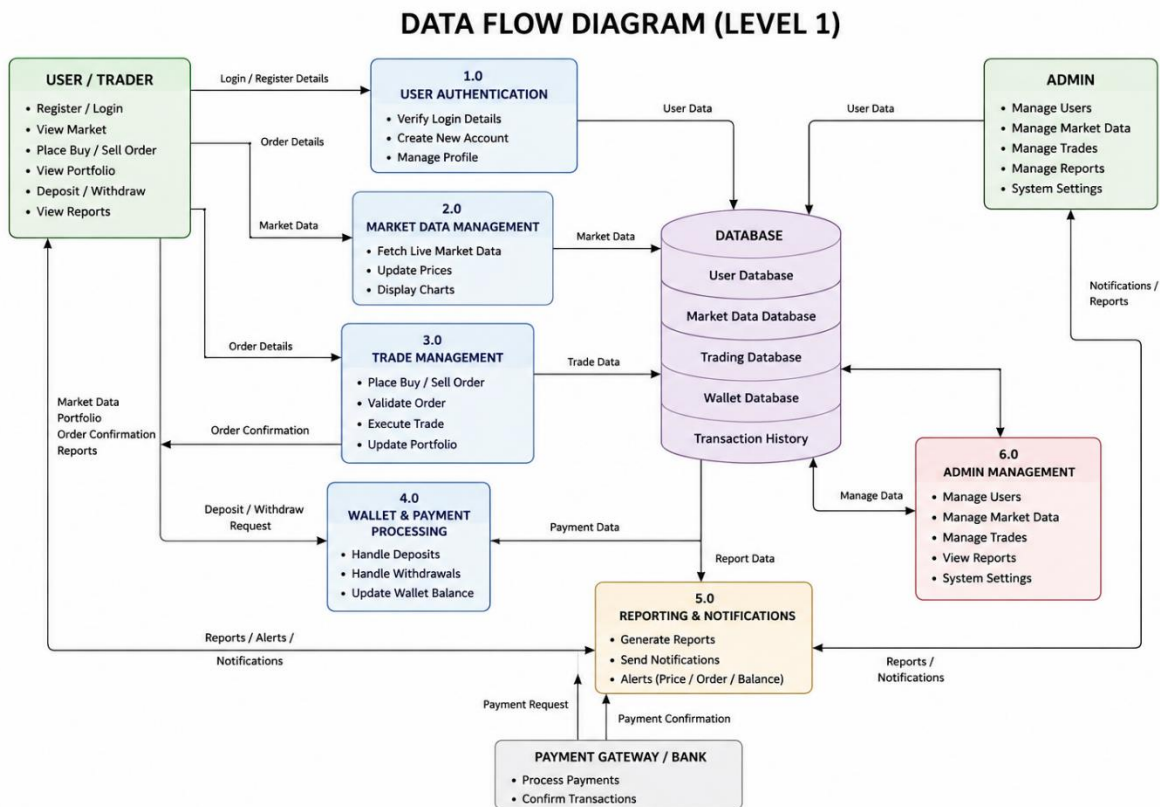 DATA FLOW DIAGRAM (LEVEL 1)
USER / TRADER
• Register / Login
• View Market
• Place Buy / Sell Order
• View Portfolio
• Deposit / Withdraw
• View Reports
Login / Register Details
Order Details
Market Data
Order Details
Order Confirmation
Market Data
Portfolio
Order Confirmation
Reports
Deposit / Withdraw
Request
Reports / Alerts /
Notifications
1.0
USER AUTHENTICATION
• Verify Login Details
• Create New Account
• Manage Profile
User Data
2.0
MARKET DATA MANAGEMENT
• Fetch Live Market Data
• Update Prices
• Display Charts
Market Data
3.0
TRADE MANAGEMENT
• Place Buy / Sell Order
• Validate Order
• Execute Trade
• Update Portfolio
Trade Data
4.0
WALLET & PAYMENT
PROCESSING
• Handle Deposits
• Handle Withdrawals
• Update Wallet Balance
Payment Data
DATABASE
User Database
Market Data Database
Trading Database
Wallet Database
Transaction History
Report Data
User Data
ADMIN
• Manage Users
• Manage Market Data
• Manage Trades
• Manage Reports
• System Settings
Notifications /
Reports
Manage Data
6.0
ADMIN MANAGEMENT
• Manage Users
• Manage Market Data
• Manage Trades
• View Reports
• System Settings
5.0
REPORTING & NOTIFICATIONS
• Generate Reports
• Send Notifications
• Alerts (Price / Order / Balance)
Reports /
Notifications
Payment Request
Payment Confirmation
PAYMENT GATEWAY / BANK
• Process Payments
• Confirm Transactions